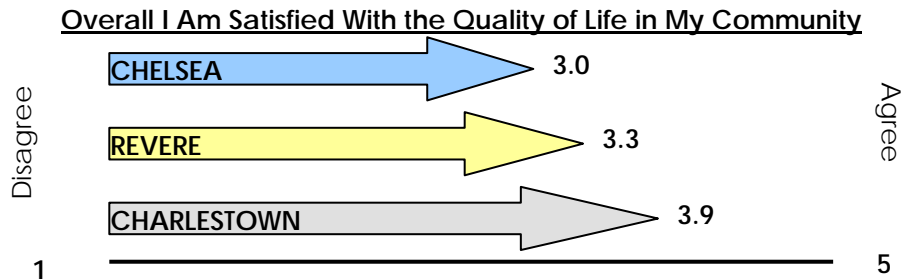 Overall I Am Satisfied With the Quality of Life in My Community
CHELSEA 3.0
Disagree
Agree
REVERE 3.3
CHARLESTOWN 3.9
1 5